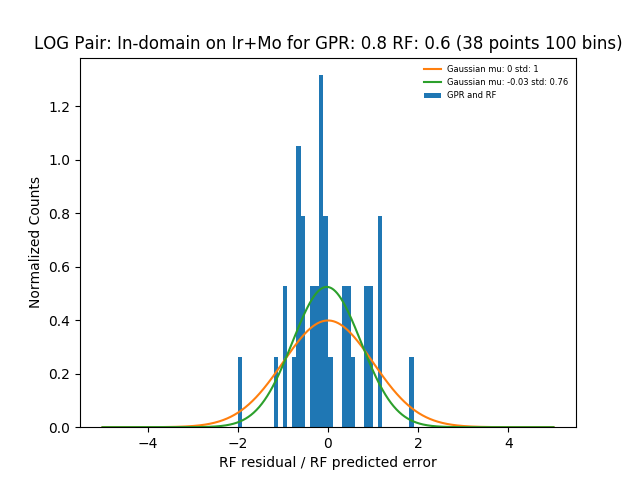 LOG Pair: In-domain on Ir+Mo for GPR: 0.8 RF: 0.6 (38 points 100 bins)
Gaussian mu: 0 std: 1
Gaussian mu: -0.03 std: 0.76
GPR and RF
Normalized Counts
1.2
1.0
0.8
0.6
0.4
0.2
0.0
−4
−2
0
2
4
RF residual / RF predicted error